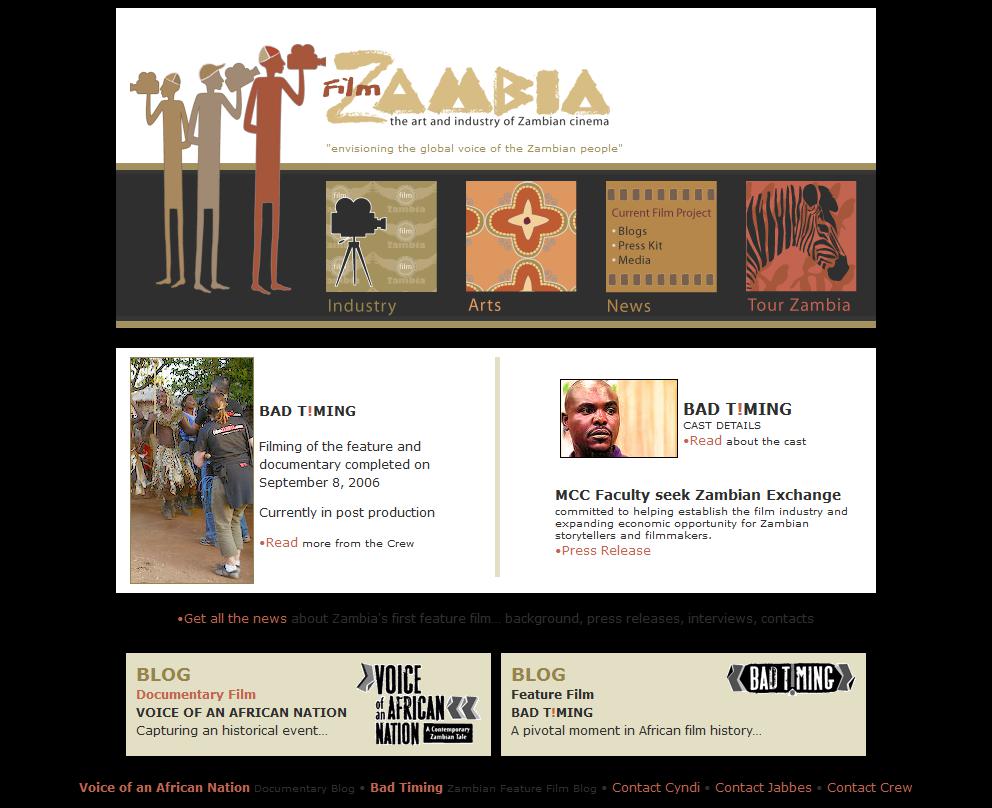 Film ZAMBIA
the art and industry of Zambian cinema
"envisioning the global voice of the Zambian people"
film
film
zambia
zambia
film
zambia
film
zambia
Current Film Project
• Blogs
• Press Kit
• Media
Industry
Arts
News
Tour Zambia
BAD T!MING
Filming of the feature and
documentary completed on
September 8, 2006
Currently in post production
•Read more from the Crew
BAD T!MING
CAST DETAILS
•Read about the cast
MCC Faculty seek Zambian Exchange
committed to helping establish the film industry and
expanding economic opportunity for Zambian
storytellers and filmmakers.
•Press Release
•Get all the news about Zambia's first feature film... background, press releases, interviews, contacts
BLOG
Documentary Film
VOICE OF AN AFRICAN NATION
Capturing an historical event...
VOICE
of an AFRICAN
NATION
A Contemporary
Zambian Tale
BLOG
Feature Film
BAD T!MING
A pivotal moment in African film history...
BAD T!MING
Voice of an African Nation Documentary Blog • Bad Timing Zambian Feature Film Blog • Contact Cyndi • Contact Jabbes • Contact Crew